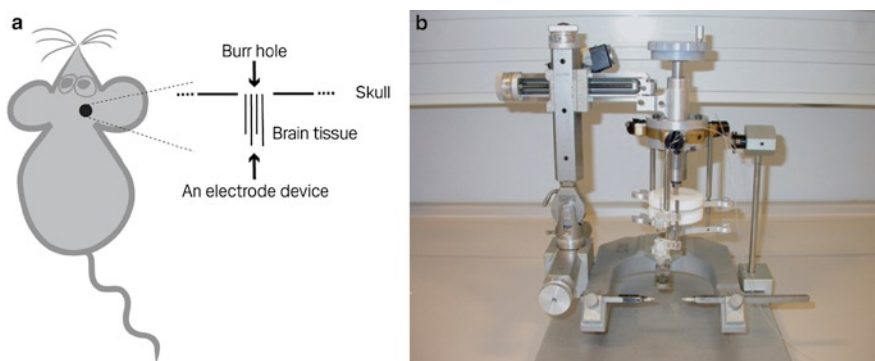 a
Burr hole
Skull
Brain tissue
An electrode device
b